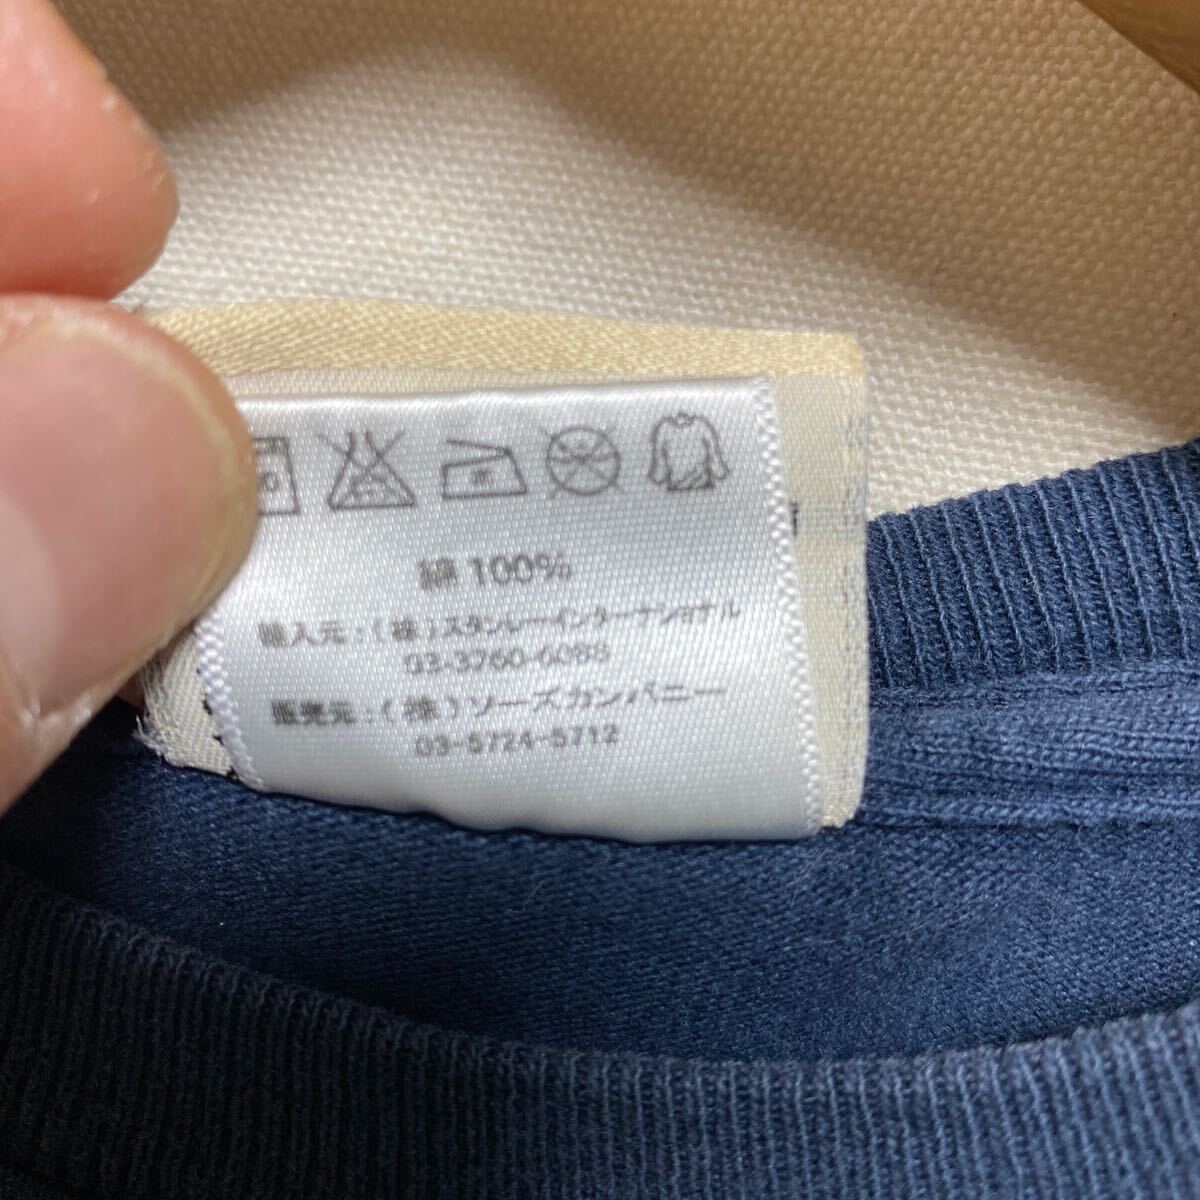 綿 100%
輸入元:(株)スタンレーインターナショナル
03-3760-6088
販売元:(株)ソーズカンパニー
03-5724-5712